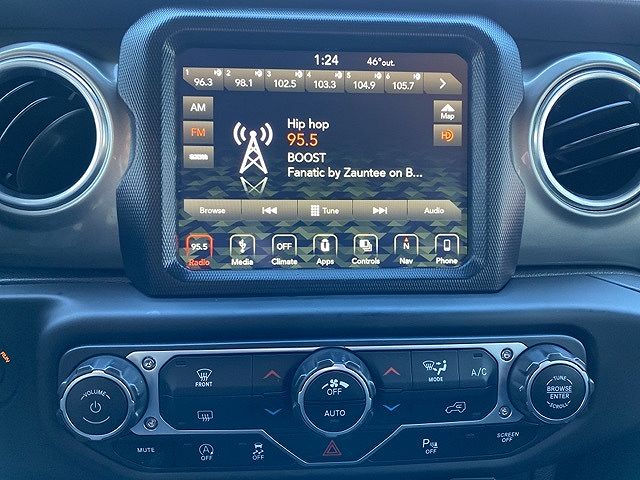 1:24 46°out.
1 96.3 2 98.1 3 102.5 4 103.3 5 104.9 6 105.7
AM
Map
Hip hop
FM
95.5
BOOST
Fanatic by Zauntee on B...
Browse Tune Audio
95.5 OFF N
Radio Media Climate Apps Controls Nav Phone
VOLUME
FRONT
OFF
AUTO
MODE
A/C
TUNE
BROWSE
ENTER
SCROLL
MUTE
OFF
OFF
P OFF
SCREEN
OFF
RUN